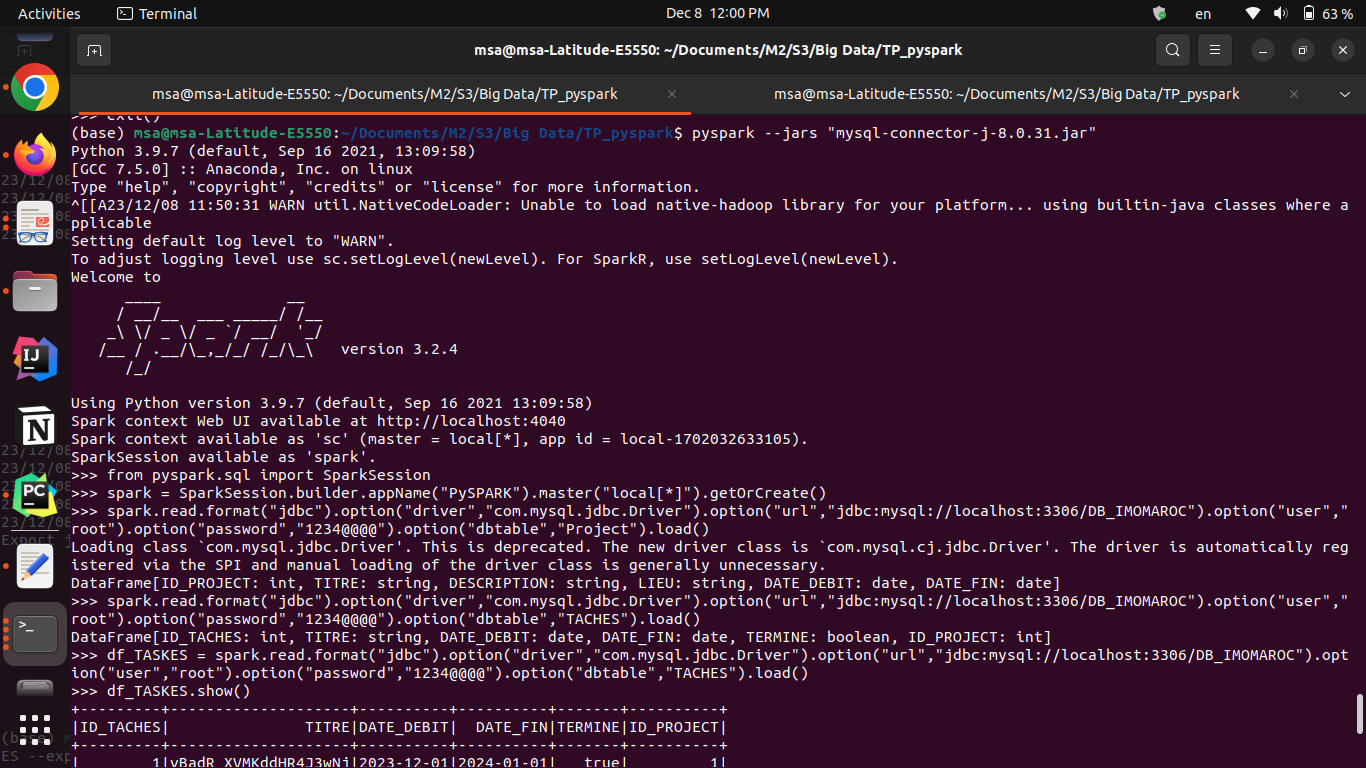 Activities
Terminal
Dec 8 12:00 PM
en
63 %
msa@msa-Latitude-E5550: ~/Documents/M2/S3/Big Data/TP_pyspark
msa@msa-Latitude-E5550: ~/Documents/M2/S3/Big Data/TP_pyspark
msa@msa-Latitude-E5550: ~/Documents/M2/S3/Big Data/TP_pyspark
>>> exit()
(base) msa@msa-Latitude-E5550:~/Documents/M2/S3/Big Data/TP_pyspark$ pyspark --jars "mysql-connector-j-8.0.31.jar"
Python 3.9.7 (default, Sep 16 2021, 13:09:58)
[GCC 7.5.0] :: Anaconda, Inc. on linux
Type "help", "copyright", "credits" or "license" for more information.
^[[A23/12/08 11:50:31 WARN util.NativeCodeLoader: Unable to load native-hadoop library for your platform... using builtin-java classes where a
pplicable
Setting default log level to "WARN".
To adjust logging level use sc.setLogLevel(newLevel). For SparkR, use setLogLevel(newLevel).
Welcome to
      ____              __
     / __/__  ___ _____/ /__
    _\ \/ _ \/ _ `/ __/  '_/
   /__ / .__/\_,_/_/ /_/\_\   version 3.2.4
      /_/
Using Python version 3.9.7 (default, Sep 16 2021 13:09:58)
Spark context Web UI available at http://localhost:4040
Spark context available as 'sc' (master = local[*], app id = local-1702032633105).
SparkSession available as 'spark'.
>>> from pyspark.sql import SparkSession
>>> spark = SparkSession.builder.appName("PySPARK").master("local[*]").getOrCreate()
>>> spark.read.format("jdbc").option("driver","com.mysql.jdbc.Driver").option("url","jdbc:mysql://localhost:3306/DB_IMOMAROC").option("user","
root").option("password","1234@@@@").option("dbtable","Project").load()
Loading class `com.mysql.jdbc.Driver'. This is deprecated. The new driver class is `com.mysql.cj.jdbc.Driver'. The driver is automatically reg
istered via the SPI and manual loading of the driver class is generally unnecessary.
DataFrame[ID_PROJECT: int, TITRE: string, DESCRIPTION: string, LIEU: string, DATE_DEBIT: date, DATE_FIN: date]
>>> spark.read.format("jdbc").option("driver","com.mysql.jdbc.Driver").option("url","jdbc:mysql://localhost:3306/DB_IMOMAROC").option("user","
root").option("password","1234@@@@").option("dbtable","TACHES").load()
DataFrame[ID_TACHES: int, TITRE: string, DATE_DEBIT: date, DATE_FIN: date, TERMINE: boolean, ID_PROJECT: int]
>>> df_TASKES = spark.read.format("jdbc").option("driver","com.mysql.jdbc.Driver").option("url","jdbc:mysql://localhost:3306/DB_IMOMAROC").opt
ion("user","root").option("password","1234@@@@").option("dbtable","TACHES").load()
>>> df_TASKES.show()
+---------+--------------------+----------+----------+-------+----------+
|ID_TACHES|               TITRE|DATE_DEBIT|  DATE_FIN|TERMINE|ID_PROJECT|
+---------+--------------------+----------+----------+-------+----------+
|        1|vBadR XVMKddHR4J3wNj|2023-12-01|2024-01-01|   true|         1|